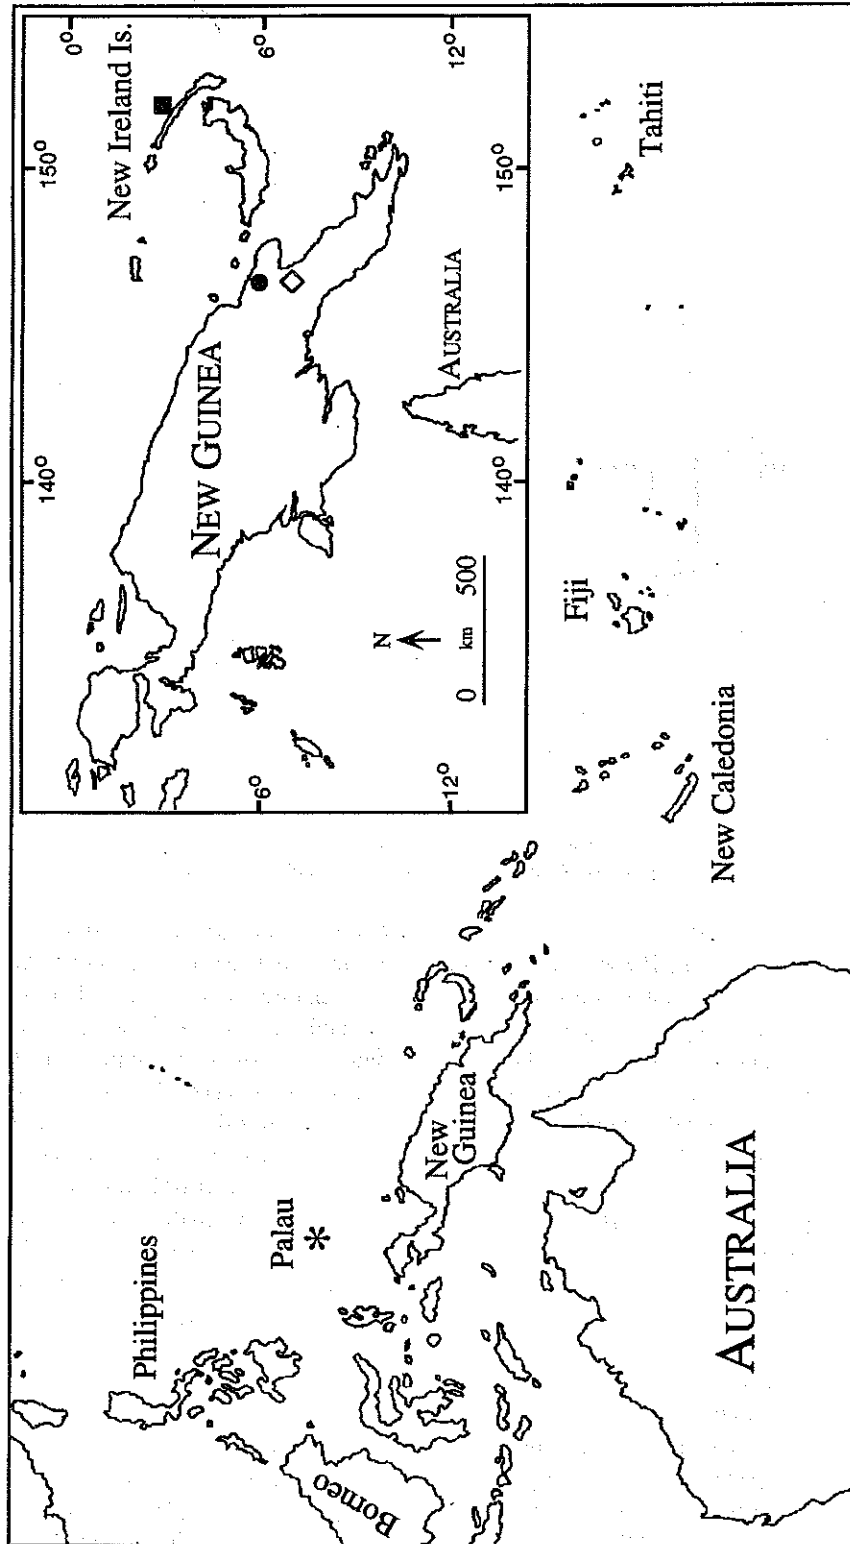 0°
6°
12°
New Ireland Is.
150°
150°
NEW GUINEA
AUSTRALIA
140°
140°
N
0 km 500
6°
12°
Tahiti
Fiji
New Caledonia
New
Guinea
Palau
*
Philippines
Borneo
AUSTRALIA